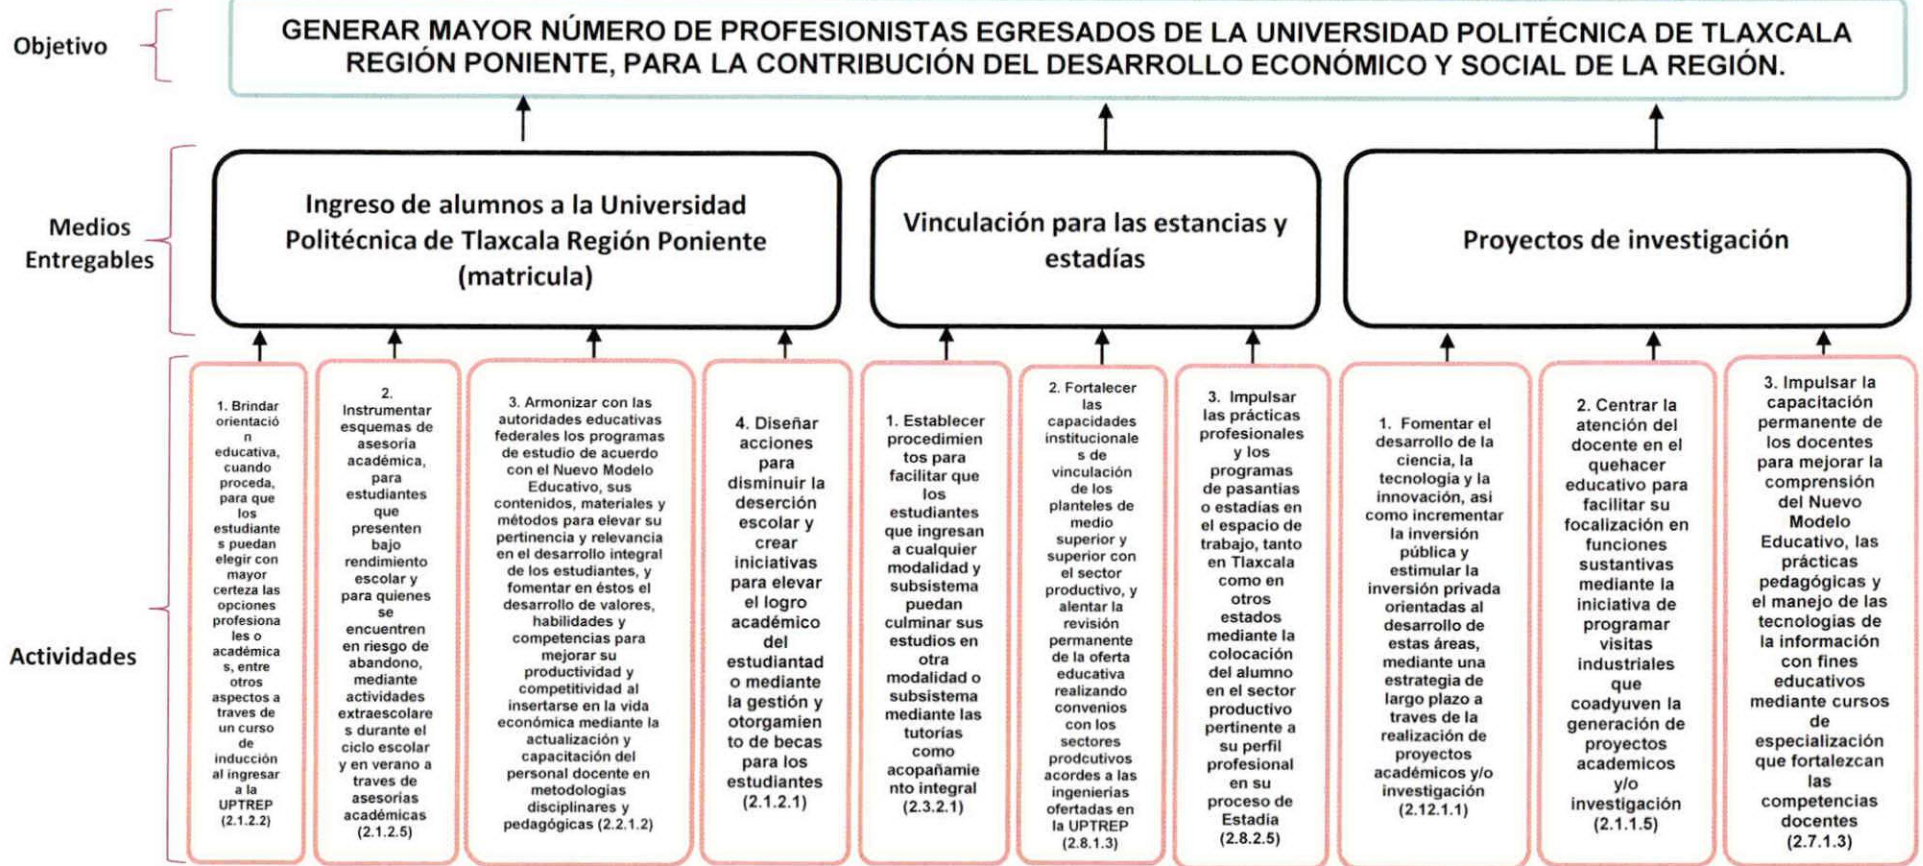 Objetivo
GENERAR MAYOR NÚMERO DE PROFESIONISTAS EGRESADOS DE LA UNIVERSIDAD POLITÉCNICA DE TLAXCALA
REGIÓN PONIENTE, PARA LA CONTRIBUCIÓN DEL DESARROLLO ECONÓMICO Y SOCIAL DE LA REGIÓN.
Medios
Entregables
Ingreso de alumnos a la Universidad
Politécnica de Tlaxcala Región Poniente
(matricula)
Vinculación para las estancias y
estadías
Proyectos de investigación
Actividades
1. Brindar
orientació
n
educativa,
cuando
proceda,
para que
los
estudiante
s puedan
elegir con
mayor
certeza las
opciones
profesiona
les o
académica
s, entre
otros
aspectos a
traves de
un curso
de
inducción
al ingresar
a la
UPTREP
(2.1.2.2)
2.
Instrumentar
esquemas de
asesoría
académica,
para
estudiantes
que
presenten
bajo
rendimiento
escolar y
para quienes
se
encuentren
en riesgo de
abandono,
mediante
actividades
extraescolare
s durante el
ciclo escolar
y en verano a
traves de
asesorías
académicas
(2.1.2.5)
3. Armonizar con las
autoridades educativas
federales los programas
de estudio de acuerdo
con el Nuevo Modelo
Educativo, sus
contenidos, materiales y
métodos para elevar su
pertinencia y relevancia
en el desarrollo integral
de los estudiantes, y
fomentar en éstos el
desarrollo de valores,
habilidades y
competencias para
mejorar su
productividad y
competitividad al
insertarse en la vida
económica mediante la
actualización y
capacitación del
personal docente en
metodologías
disciplinares y
pedagógicas (2.2.1.2)
4. Diseñar
acciones
para
disminuir la
deserción
escolar y
crear
iniciativas
para elevar
el logro
académico
del
estudiantad
o mediante
la gestión y
otorgamien
to de becas
para los
estudiantes
(2.1.2.1)
1. Establecer
procedimien
tos para
facilitar que
los
estudiantes
que ingresan
a cualquier
modalidad y
subsistema
puedan
culminar sus
estudios en
otra
modalidad o
subsistema
mediante las
tutorías
como
acopañamie
nto integral
(2.3.2.1)
2. Fortalecer
las
capacidades
institucionale
s de
vinculación
de los
planteles de
medio
superior y
superior con
el sector
productivo, y
alentar la
revisión
permanente
de la oferta
educativa
realizando
convenios
con los
sectores
prodcutivos
acordes a las
ingenierías
ofertadas en
la UPTREP
(2.8.1.3)
3. Impulsar
las prácticas
profesionales
y los
programas
de pasantías
o estadías en
el espacio de
trabajo, tanto
en Tlaxcala
como en
otros
estados
mediante la
colocación
del alumno
en el sector
productivo
pertinente a
su perfil
profesional
en su
proceso de
Estadía
(2.8.2.5)
1. Fomentar el
desarrollo de la
ciencia, la
tecnología y la
innovación, asi
como incrementar
la inversión
pública y
estimular la
inversión privada
orientadas al
desarrollo de
estas áreas,
mediante una
estrategia de
largo plazo a
traves de la
realización de
proyectos
académicos y/o
investigación
(2.12.1.1)
2. Centrar la
atención del
docente en el
quehacer
educativo para
facilitar su
focalización en
funciones
sustantivas
mediante la
iniciativa de
programar
visitas
industriales
que
coadyuven la
generación de
proyectos
academicos
y/o
investigación
(2.1.1.5)
3. Impulsar la
capacitación
permanente de
los docentes
para mejorar la
comprensión
del Nuevo
Modelo
Educativo, las
prácticas
pedagógicas y
el manejo de las
tecnologías de
la información
con fines
educativos
mediante cursos
de
especialización
que fortalezcan
las
competencias
docentes
(2.7.1.3)